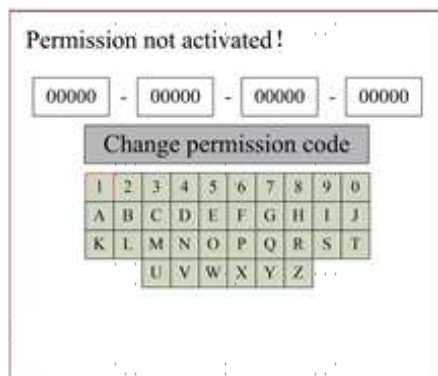 Permission not activated!
00000 - 00000 - 00000 - 00000
Change permission code
1 2 3 4 5 6 7 8 9 0
A B C D E F G H I J
K L M N O P Q R S T
U V W X Y Z